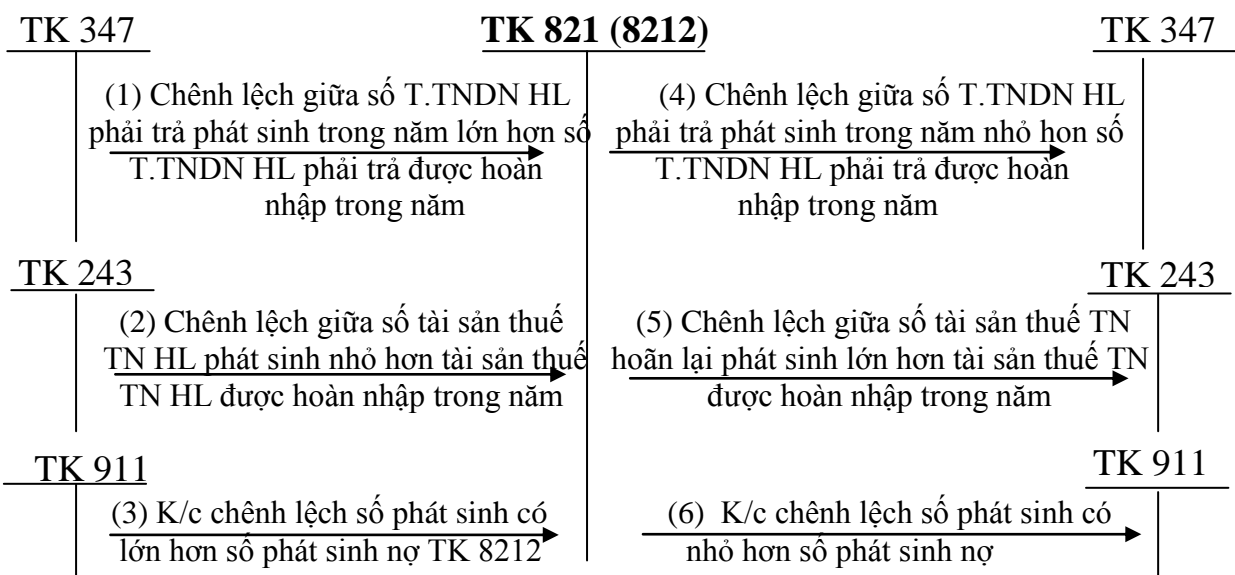 TK 347
TK 821 (8212)
TK 347
(1) Chênh lệch giữa số T.TNDN HL
phải trả phát sinh trong năm lớn hơn số
T.TNDN HL phải trả được hoàn
nhập trong năm
(4) Chênh lệch giữa số T.TNDN HL
phải trả phát sinh trong năm nhỏ hon số
T.TNDN HL phải trả được hoàn
nhập trong năm
TK 243
TK 243
(2) Chênh lệch giữa số tài sản thuế
TN HL phát sinh nhỏ hơn tài sản thuế
TN HL được hoàn nhập trong năm
(5) Chênh lệch giữa số tài sản thuế TN
hoãn lại phát sinh lớn hơn tài sản thuế TN
được hoàn nhập trong năm
TK 911
TK 911
(3) K/c chênh lệch số phát sinh có
lớn hơn số phát sinh nợ TK 8212
(6) K/c chênh lệch số phát sinh có
nhỏ hơn số phát sinh nợ